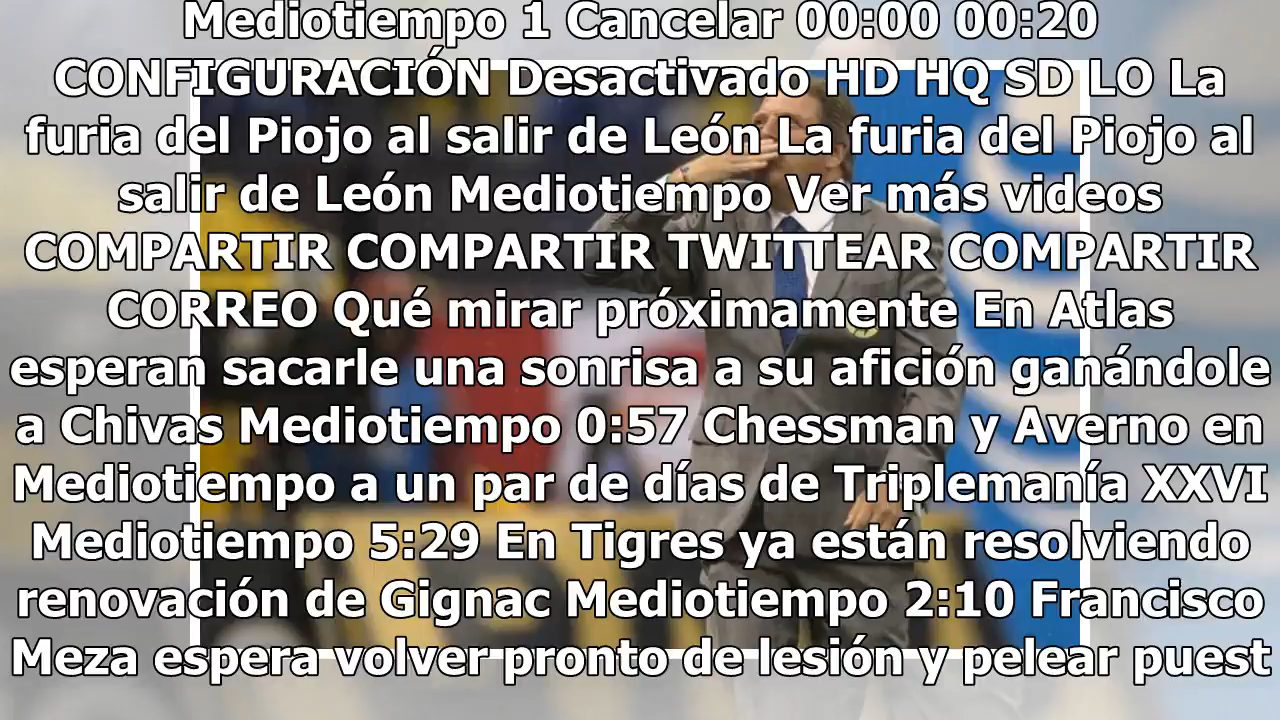 Mediotiempo 1 Cancelar 00:00 00:20
CONFIGURACIÓN Desactivado HD HQ SD LO La
furia del Piojo al salir de León La furia del Piojo al
salir de León Mediotiempo Ver más videos
COMPARTIR COMPARTIR TWITTEAR COMPARTIR
CORREO Qué mirar próximamente En Atlas
esperan sacarle una sonrisa a su afición ganándole
a Chivas Mediotiempo 0:57 Chessman y Averno en
Mediotiempo a un par de días de Triplemanía XXVI
Mediotiempo 5:29 En Tigres ya están resolviendo
renovación de Gignac Mediotiempo 2:10 Francisco
Meza espera volver pronto de lesión y pelear puest